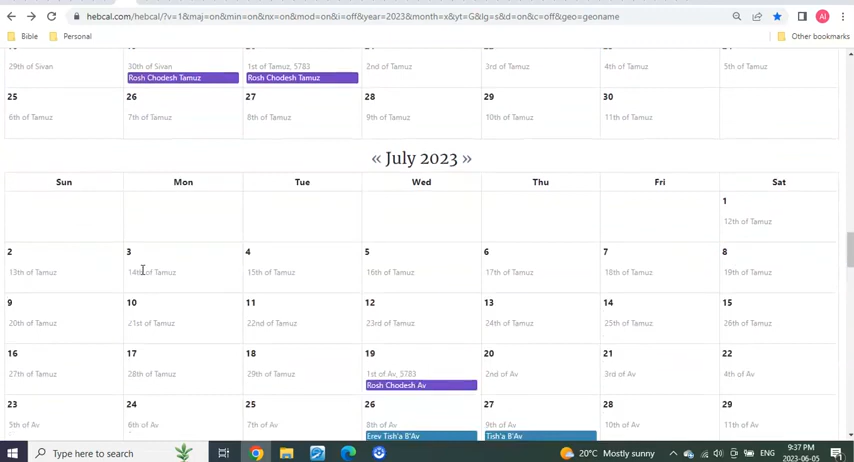 hebcal.com/hebcal/?v=1&maj=on&min=on&nx=on&mod=on&i=off&year=2023&month=x&yt=G&lg=s&d=on&c=off&geo=geoname
AI
Bible Personal Other bookmarks
29th of Sivan 30th of Sivan 1st of Tamuz, 5783 2nd of Tamuz 3rd of Tamuz 4th of Tamuz 5th of Tamuz
Rosh Chodesh Tamuz Rosh Chodesh Tamuz
25 26 27 28 29 30
6th of Tamuz 7th of Tamuz 8th of Tamuz 9th of Tamuz 10th of Tamuz 11th of Tamuz
« July 2023 »
Sun Mon Tue Wed Thu Fri Sat
1
12th of Tamuz
2 3 4 5 6 7 8
13th of Tamuz 14th of Tamuz 15th of Tamuz 16th of Tamuz 17th of Tamuz 18th of Tamuz 19th of Tamuz
9 10 11 12 13 14 15
20th of Tamuz 21st of Tamuz 22nd of Tamuz 23rd of Tamuz 24th of Tamuz 25th of Tamuz 26th of Tamuz
16 17 18 19 20 21 22
27th of Tamuz 28th of Tamuz 29th of Tamuz 1st of Av, 5783 2nd of Av 3rd of Av 4th of Av
Rosh Chodesh Av
23 24 25 26 27 28 29
5th of Av 6th of Av 7th of Av 8th of Av 9th of Av 10th of Av 11th of Av
Erev Tish'a B'Av Tish'a B'Av
Type here to search 20°C Mostly sunny ENG 9:37 PM
2023-06-05